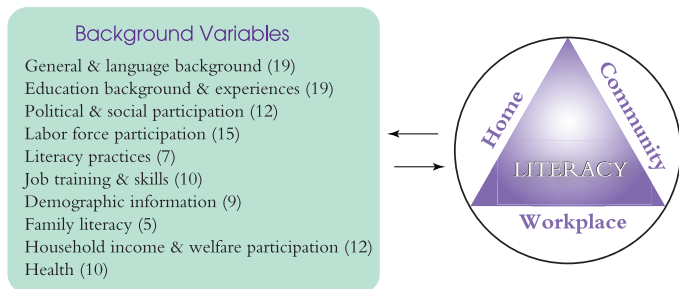 Background Variables
General & language background (19)
Education background & experiences (19)
Political & social participation (12)
Labor force participation (15)
Literacy practices (7)
Job training & skills (10)
Demographic information (9)
Family literacy (5)
Household income & welfare participation (12)
Health (10)
Home
Community
LITERACY
Workplace